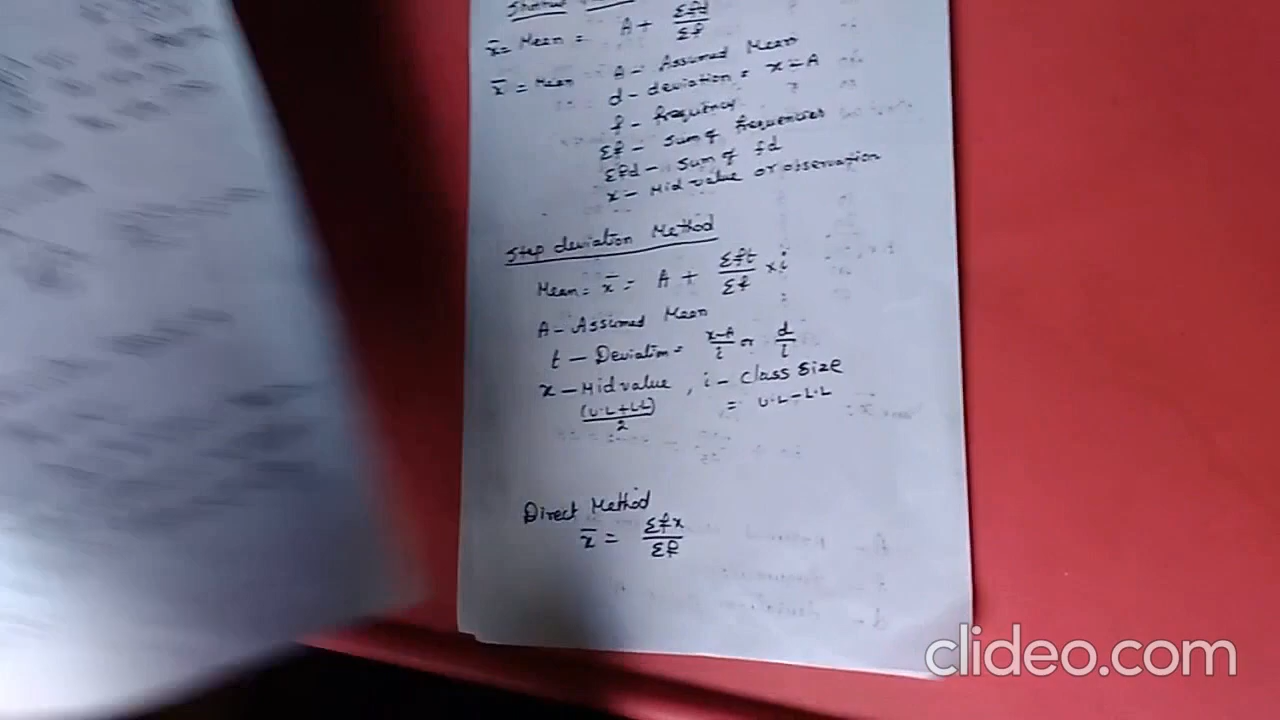 x̄ = Mean = A + Σfd/Σf
x̄ = Mean A - Assumed Mean
d - deviation = x - A
f - frequency
Σf - Sum of frequencies
Σfd - Sum of fd
x - Mid value or observation
Step deviation Method
Mean = x̄ = A + Σft/Σf × i
A - Assumed Mean
t - Deviation = x-A/i or d/i
x - Mid value , i - Class Size
(U.L + L.L)/2 = U.L - L.L
Direct Method
x̄ = Σfx/Σf
clideo.com